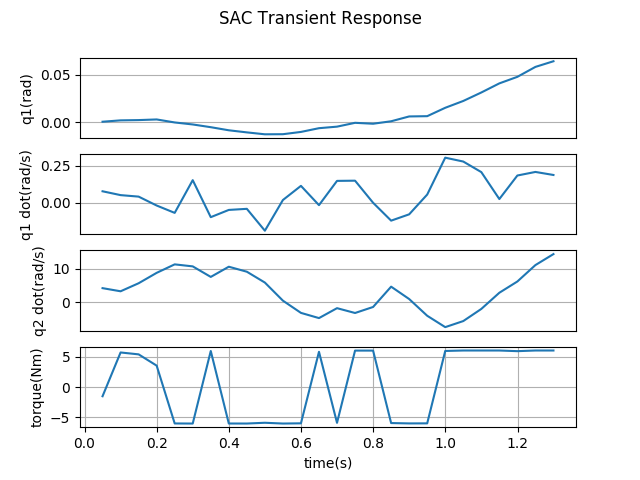 SAC Transient Response
q1(rad)
0.05
0.00
q1 dot(rad/s)
0.25
0.00
q2 dot(rad/s)
10
0
torque(Nm)
5
0
−5
0.0 0.2 0.4 0.6 0.8 1.0 1.2
time(s)